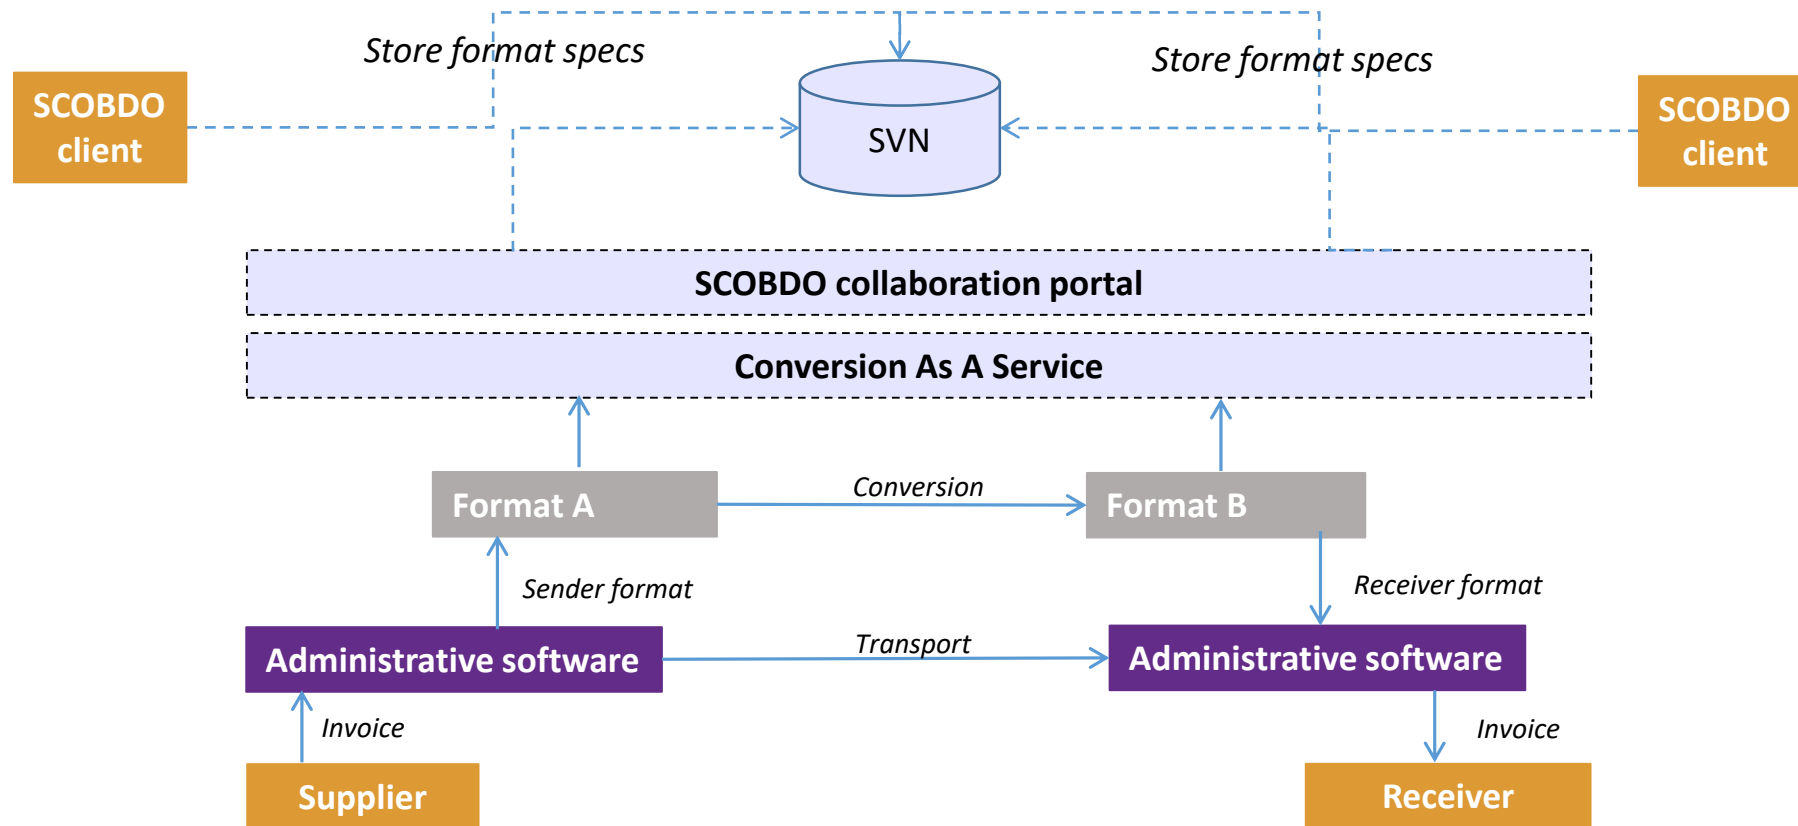 Store format specs
Store format specs
SCOBDO
client
SVN
SCOBDO
client
SCOBDO collaboration portal
Conversion As A Service
Format A
Conversion
Format B
Sender format
Receiver format
Administrative software
Transport
Administrative software
Invoice
Invoice
Supplier
Receiver